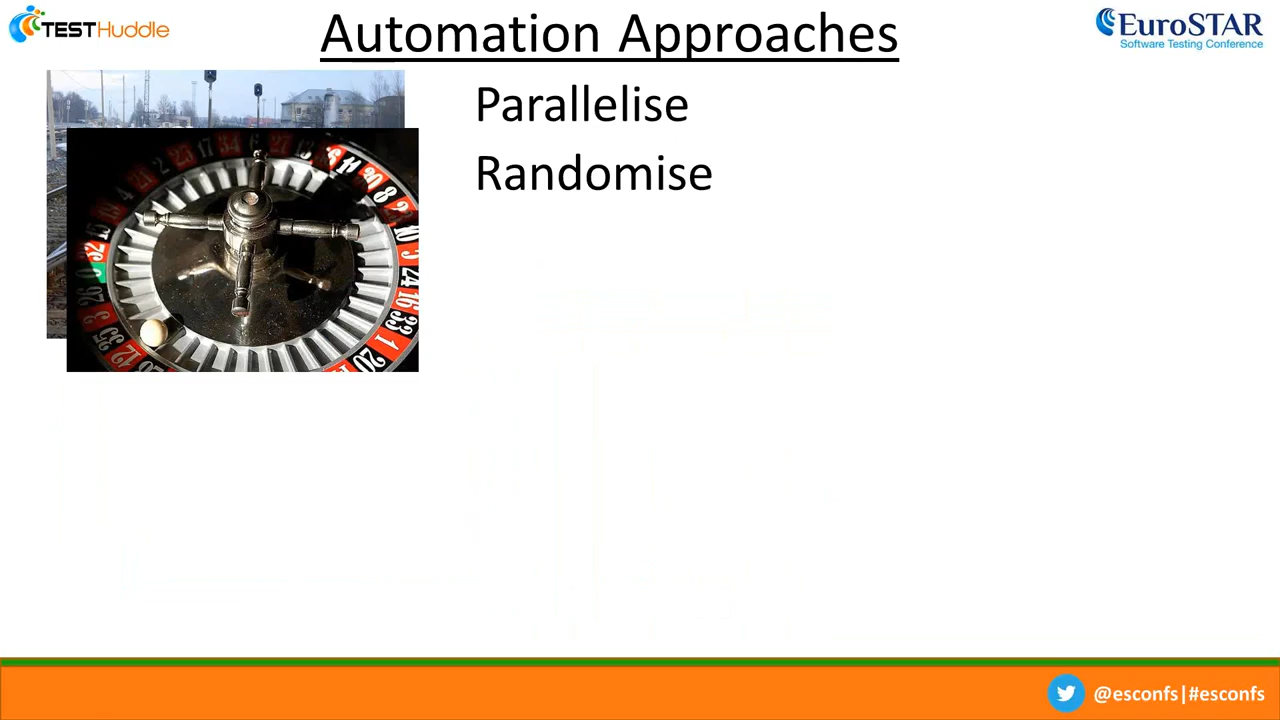 TESTHuddle
Automation Approaches
EuroSTAR
Software Testing Conference
Parallelise
Randomise
@esconfs|#esconfs